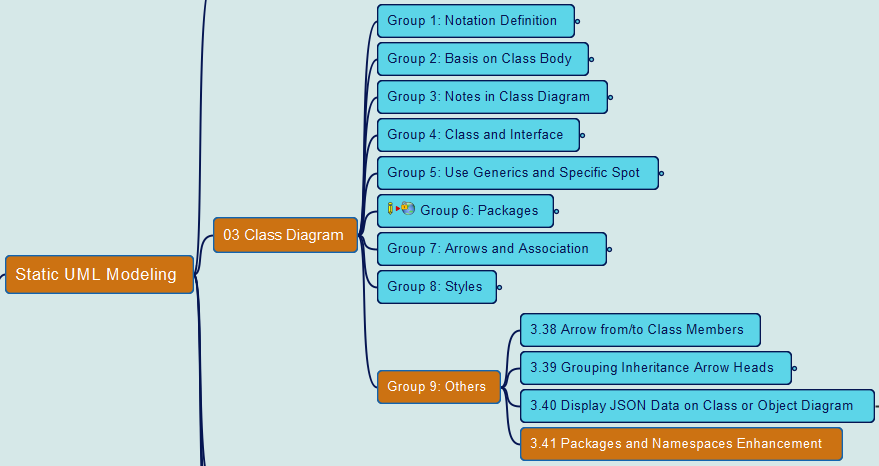 Group 1: Notation Definition
Group 2: Basis on Class Body
Group 3: Notes in Class Diagram
Group 4: Class and Interface
Group 5: Use Generics and Specific Spot
Group 6: Packages
03 Class Diagram
Group 7: Arrows and Association
Static UML Modeling
Group 8: Styles
3.38 Arrow from/to Class Members
3.39 Grouping Inheritance Arrow Heads
Group 9: Others
3.40 Display JSON Data on Class or Object Diagram
3.41 Packages and Namespaces Enhancement